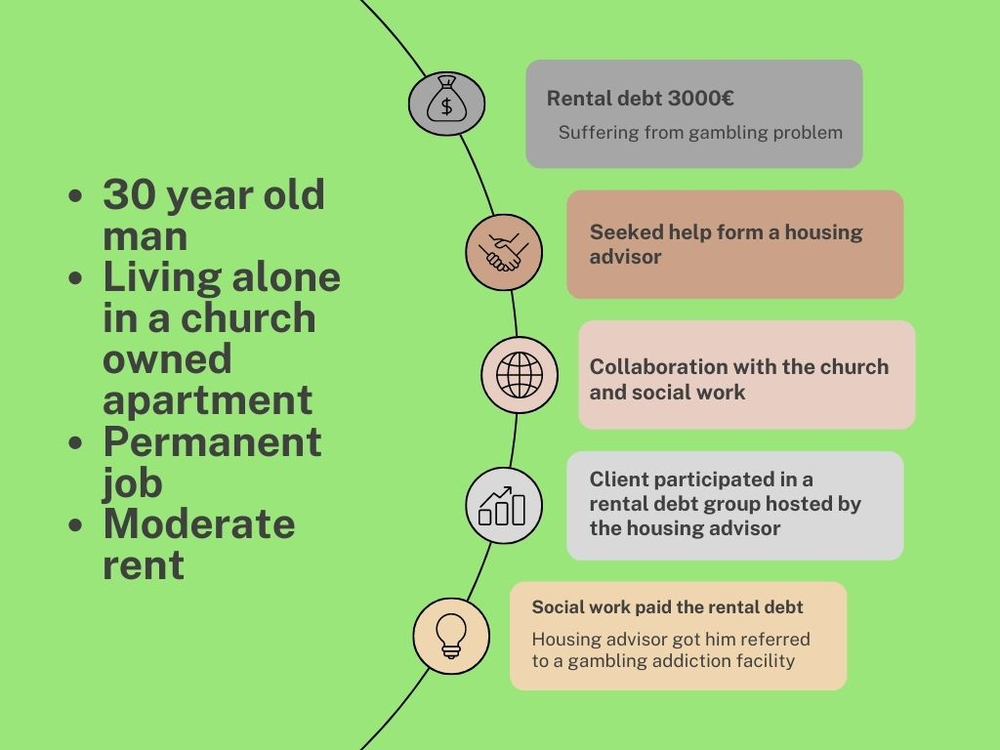 • 30 year old
man
• Living alone
in a church
owned
apartment
• Permanent
job
• Moderate
rent
$
Rental debt 3000€
Suffering from gambling problem
Seeked help form a housing
advisor
Collaboration with the church
and social work
Client participated in a
rental debt group hosted by
the housing advisor
Social work paid the rental debt
Housing advisor got him referred
to a gambling addiction facility